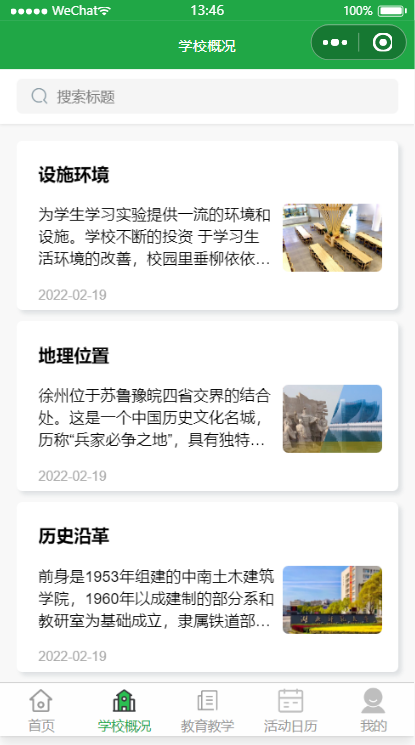 WeChat 13:46 100%
学校概况
搜索标题
设施环境
为学生学习实验提供一流的环境和
设施。学校不断的投资 于学习生
活环境的改善，校园里垂柳依依…
2022-02-19
地理位置
徐州位于苏鲁豫皖四省交界的结合
处。这是一个中国历史文化名城，
历称“兵家必争之地”，具有独特…
2022-02-19
历史沿革
前身是1953年组建的中南土木建筑
学院，1960年以成建制的部分系和
教研室为基础成立，隶属铁道部…
2022-02-19
首页 学校概况 教育教学 活动日历 我的